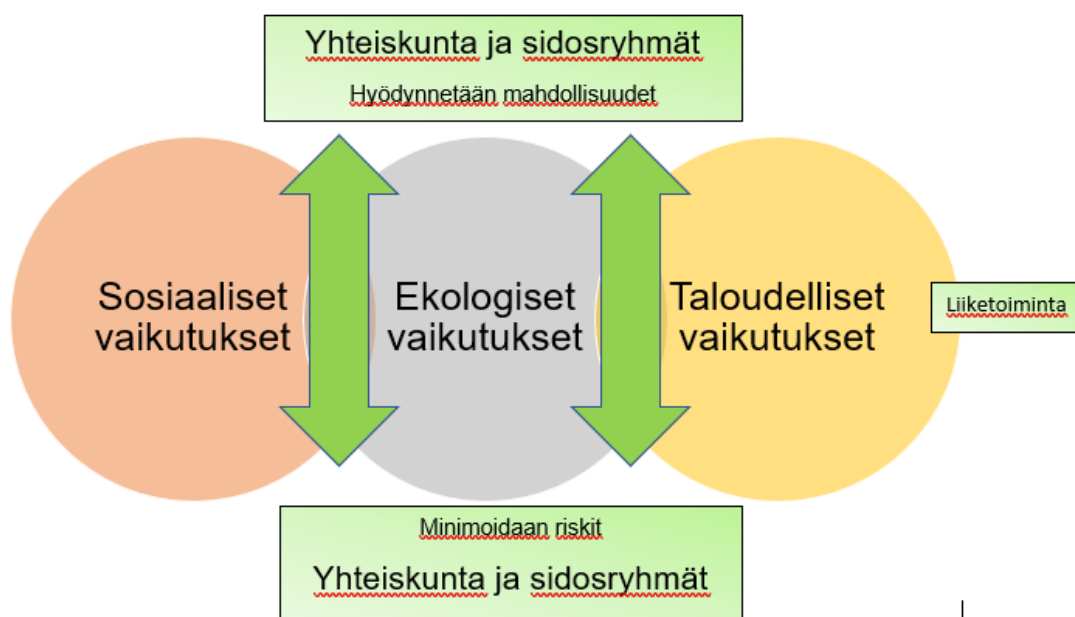 Yhteiskunta ja sidosryhmät
Hyödynnetään mahdollisuudet
Sosiaaliset
vaikutukset
Ekologiset
vaikutukset
Taloudelliset
vaikutukset
Liiketoiminta
Minimoidaan riskit
Yhteiskunta ja sidosryhmät